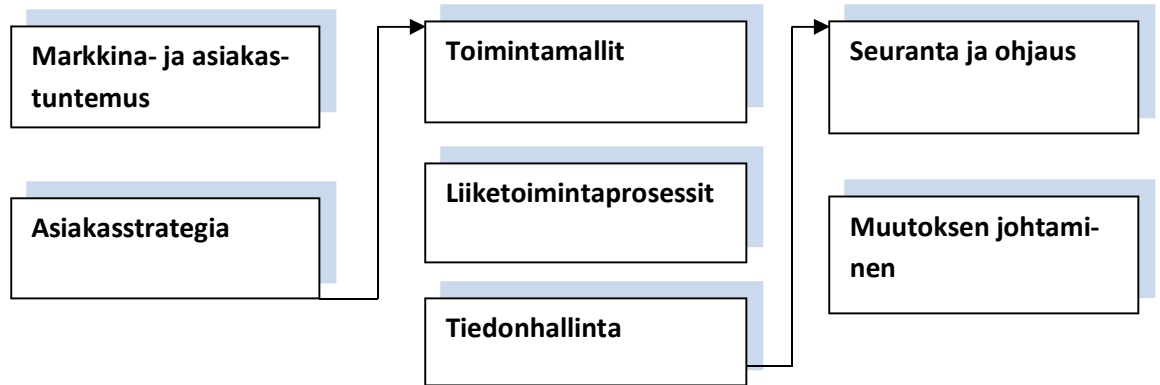 Markkina- ja asiakas-
tuntemus
Asiakasstrategia
Toimintamallit
Liiketoimintaprosessit
Tiedonhallinta
Seuranta ja ohjaus
Muutoksen johtami-
nen